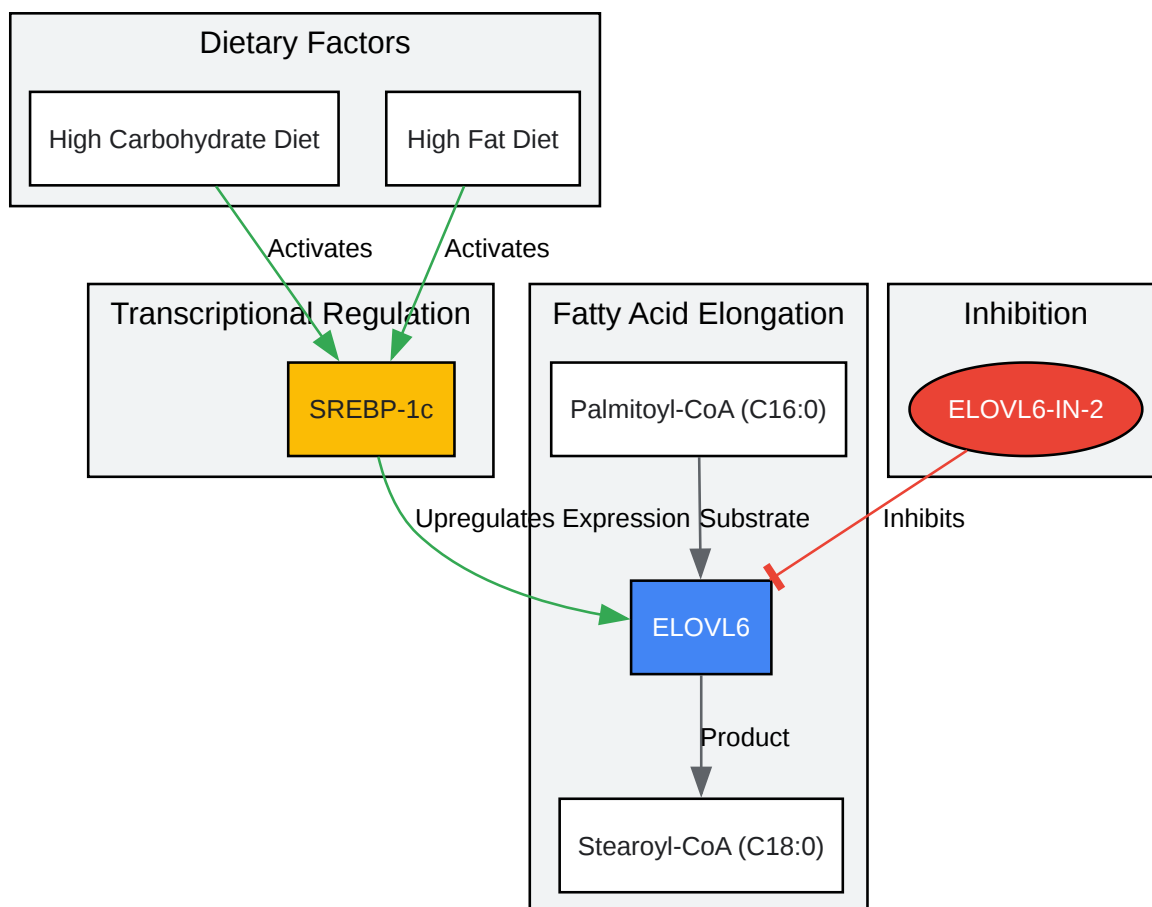 Dietary Factors
High Carbohydrate Diet
High Fat Diet
Activates
Activates
Transcriptional Regulation
Fatty Acid Elongation
Inhibition
SREBP-1c
Palmitoyl-CoA (C16:0)
ELOVL6-IN-2
Upregulates Expression
Substrate
Inhibits
ELOVL6
Product
Stearoyl-CoA (C18:0)